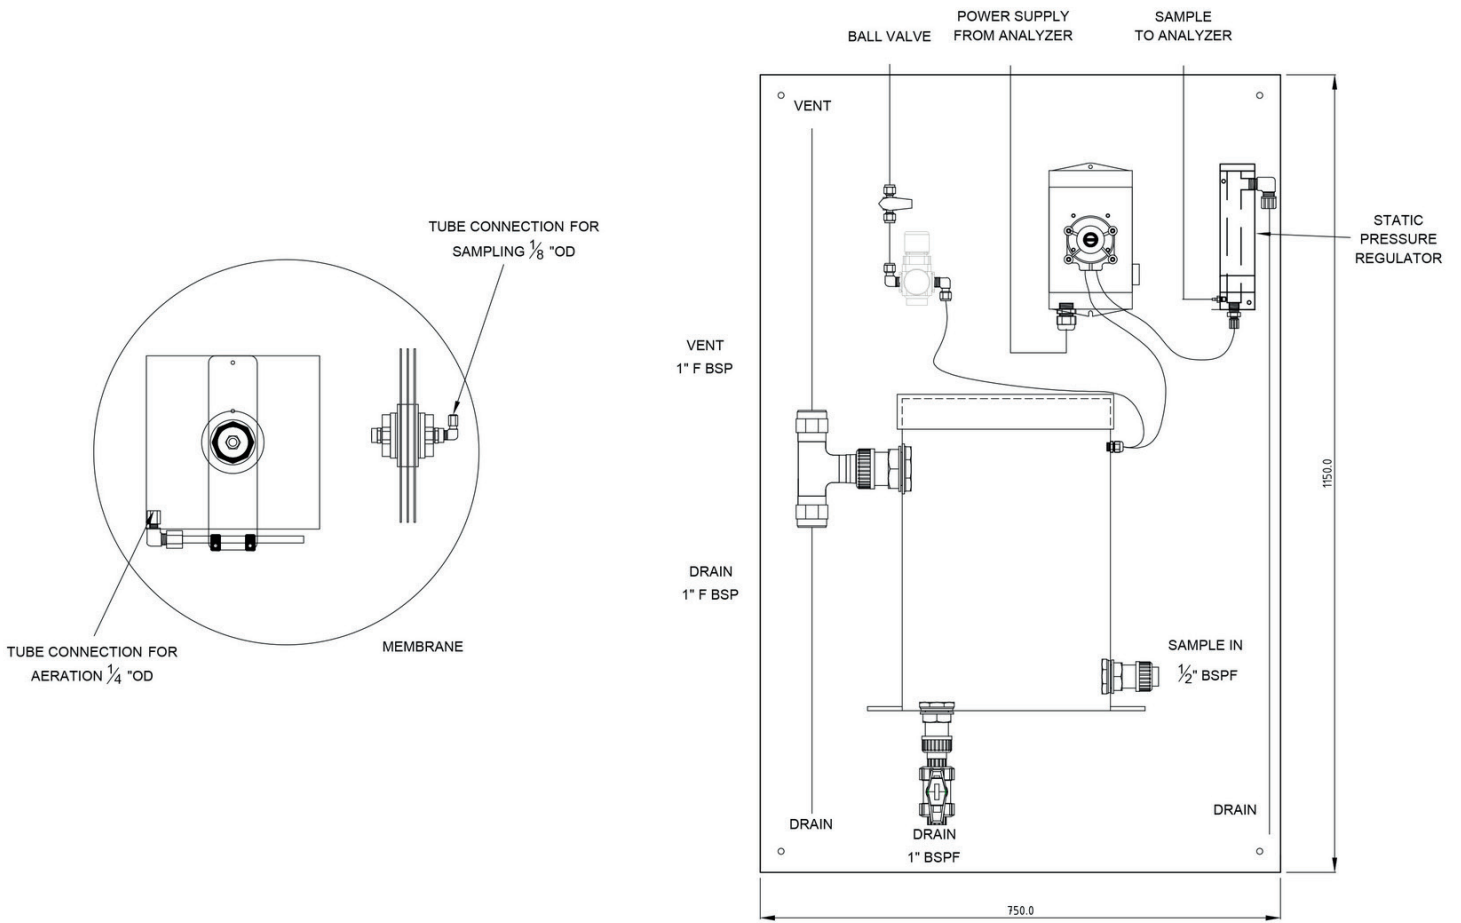 BALL VALVE
POWER SUPPLY
FROM ANALYZER
SAMPLE
TO ANALYZER
VENT
TUBE CONNECTION FOR
SAMPLING 1/8 "OD
STATIC
PRESSURE
REGULATOR
VENT
1" F BSP
1150.0
DRAIN
1" F BSP
MEMBRANE
TUBE CONNECTION FOR
AERATION 1/4 "OD
SAMPLE IN
1/2" BSPF
DRAIN
DRAIN
DRAIN
1" BSPF
750.0